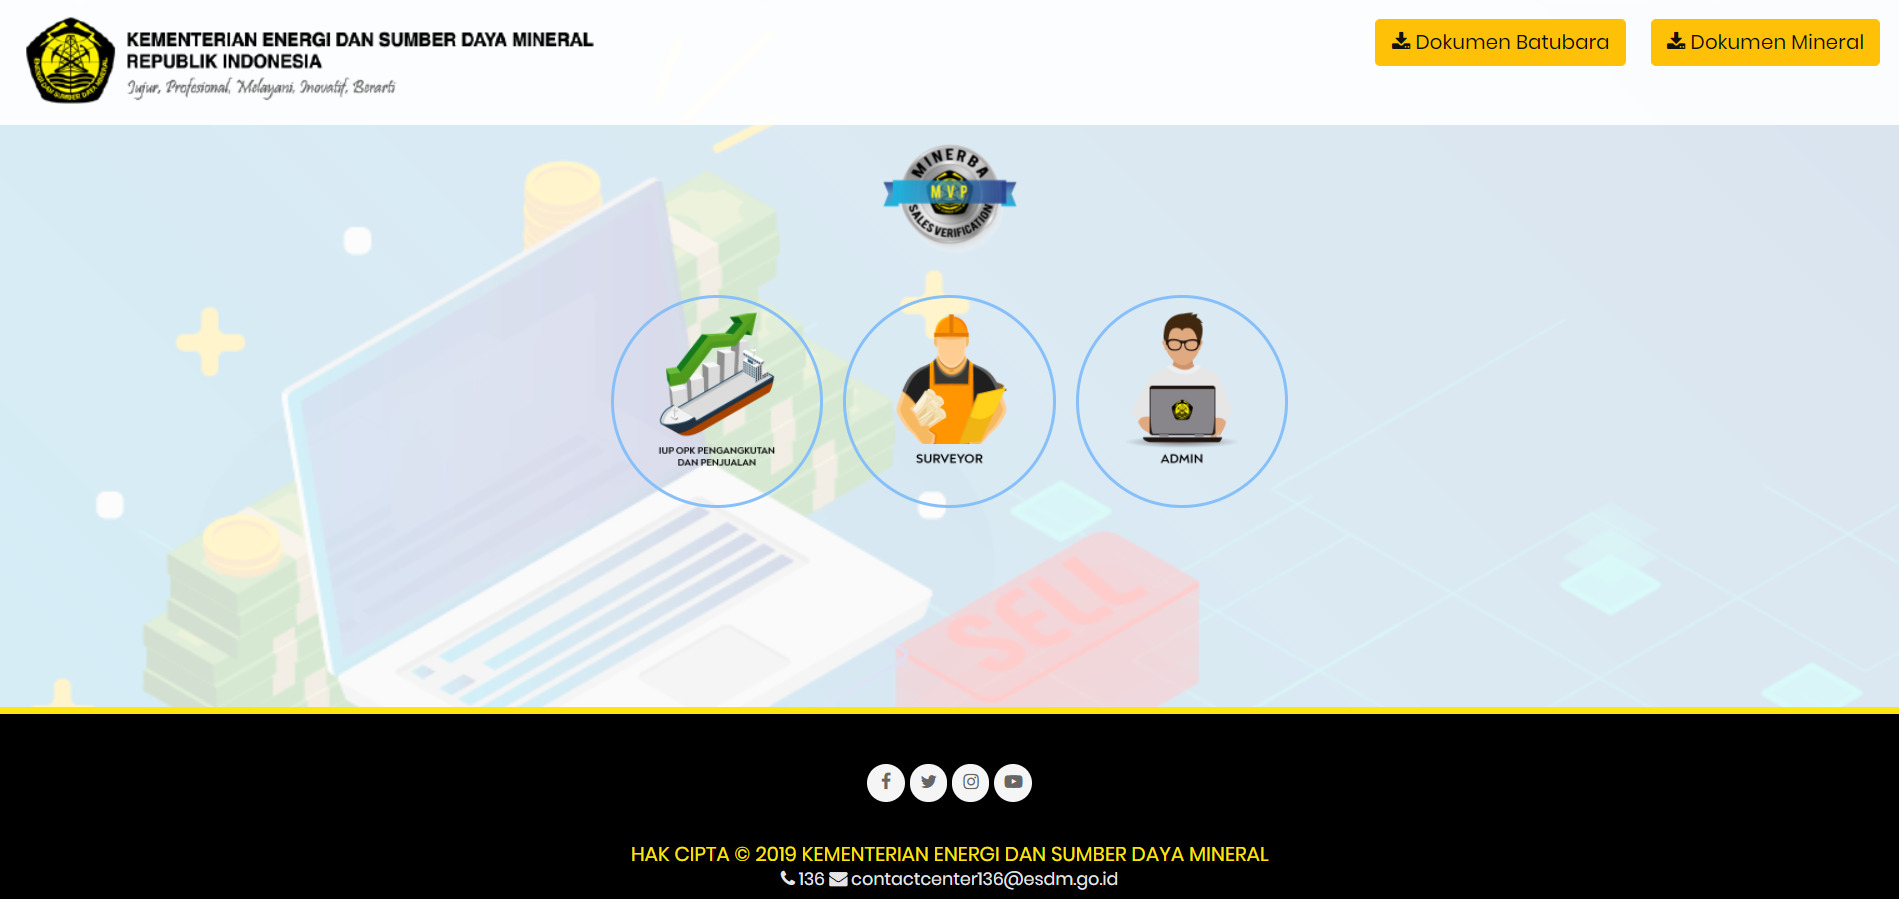 KEMENTERIAN ENERGI DAN SUMBER DAYA MINERAL
REPUBLIK INDONESIA
Jujur, Profesional, Melayani, Inovatif, Berarti
Dokumen Batubara
Dokumen Mineral
MINERBA
MVP
SALES VERIFICATION
IUP OPK PENGANGKUTAN
DAN PENJUALAN
SURVEYOR
ADMIN
SELL
HAK CIPTA © 2019 KEMENTERIAN ENERGI DAN SUMBER DAYA MINERAL
136 contactcenter136@esdm.go.id